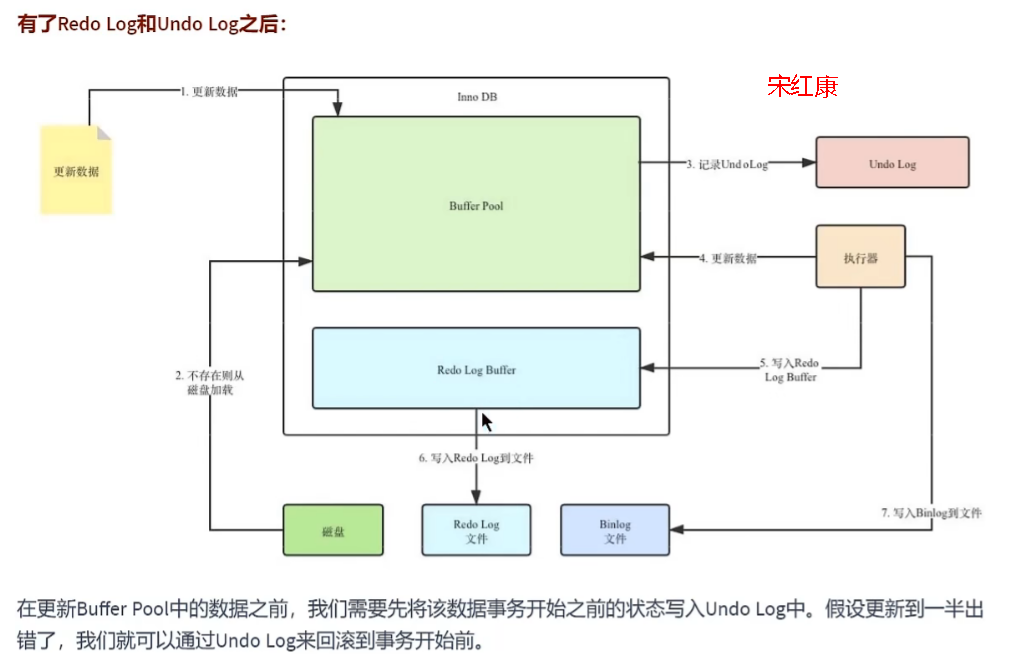 有了Redo Log和Undo Log之后：
宋红康
1. 更新数据
Inno DB
更新数据
Buffer Pool
3. 记录UndoLog
Undo Log
4. 更新数据
执行器
2. 不存在则从
磁盘加载
Redo Log Buffer
5. 写入Redo
Log Buffer
6. 写入Redo Log到文件
7. 写入Binlog到文件
磁盘
Redo Log
文件
Binlog
文件
在更新Buffer Pool中的数据之前，我们需要先将该数据事务开始之前的状态写入Undo Log中。假设更新到一半出
错了，我们就可以通过Undo Log来回滚到事务开始前。